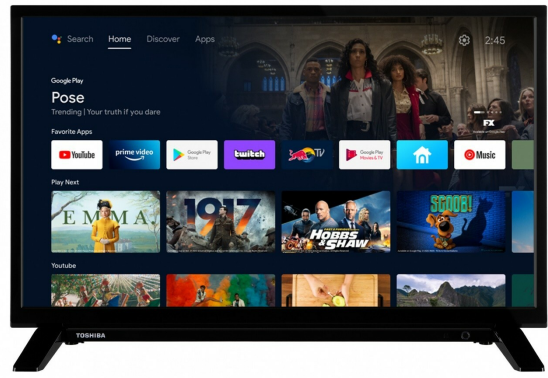 Search Home Discover Apps 2:45
Google Play
Pose
Trending | Your truth if you dare
FX
Favorite Apps
YouTube prime video Google Play Store twitch Red Bull TV Google Play Movies & TV Music
Play Next
EMMA. 1917 HOBBS & SHAW SCOOB!
Youtube
TOSHIBA